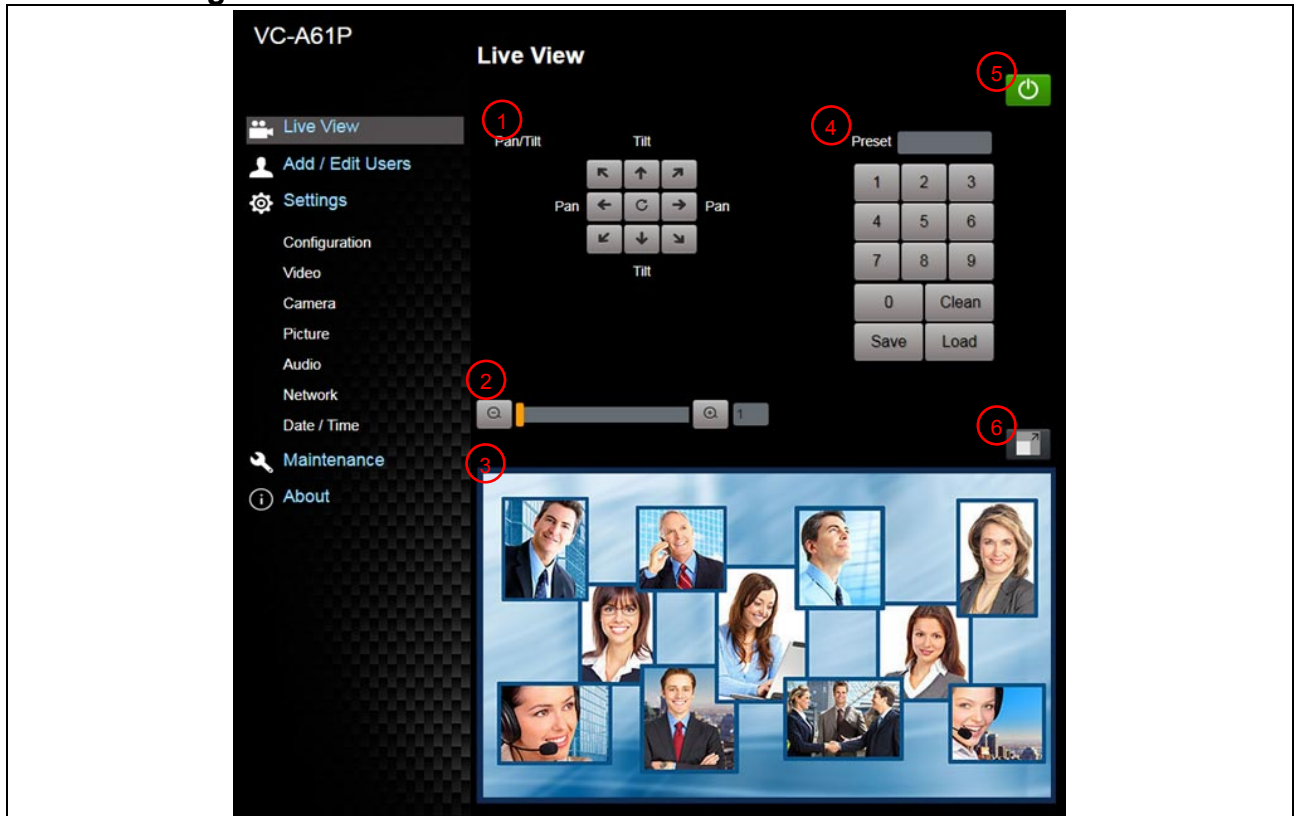 VC-A61P
Live View
5
Live View
Add / Edit Users
Settings
Configuration
Video
Camera
Picture
Audio
Network
Date / Time
Maintenance
About
1
Pan/Tilt
Tilt
Pan
Pan
Tilt
4
Preset
1 2 3
4 5 6
7 8 9
0 Clean
Save Load
2
1
6
3